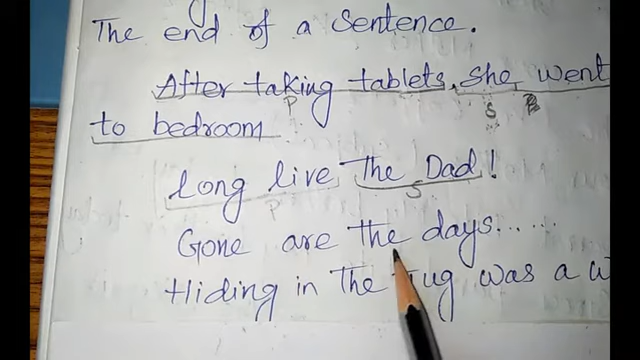 The end of a sentence.
After taking tablets, she went
P S P
to bedroom
Long live The Dad!
P S
Gone are the days......
Hiding in The was a